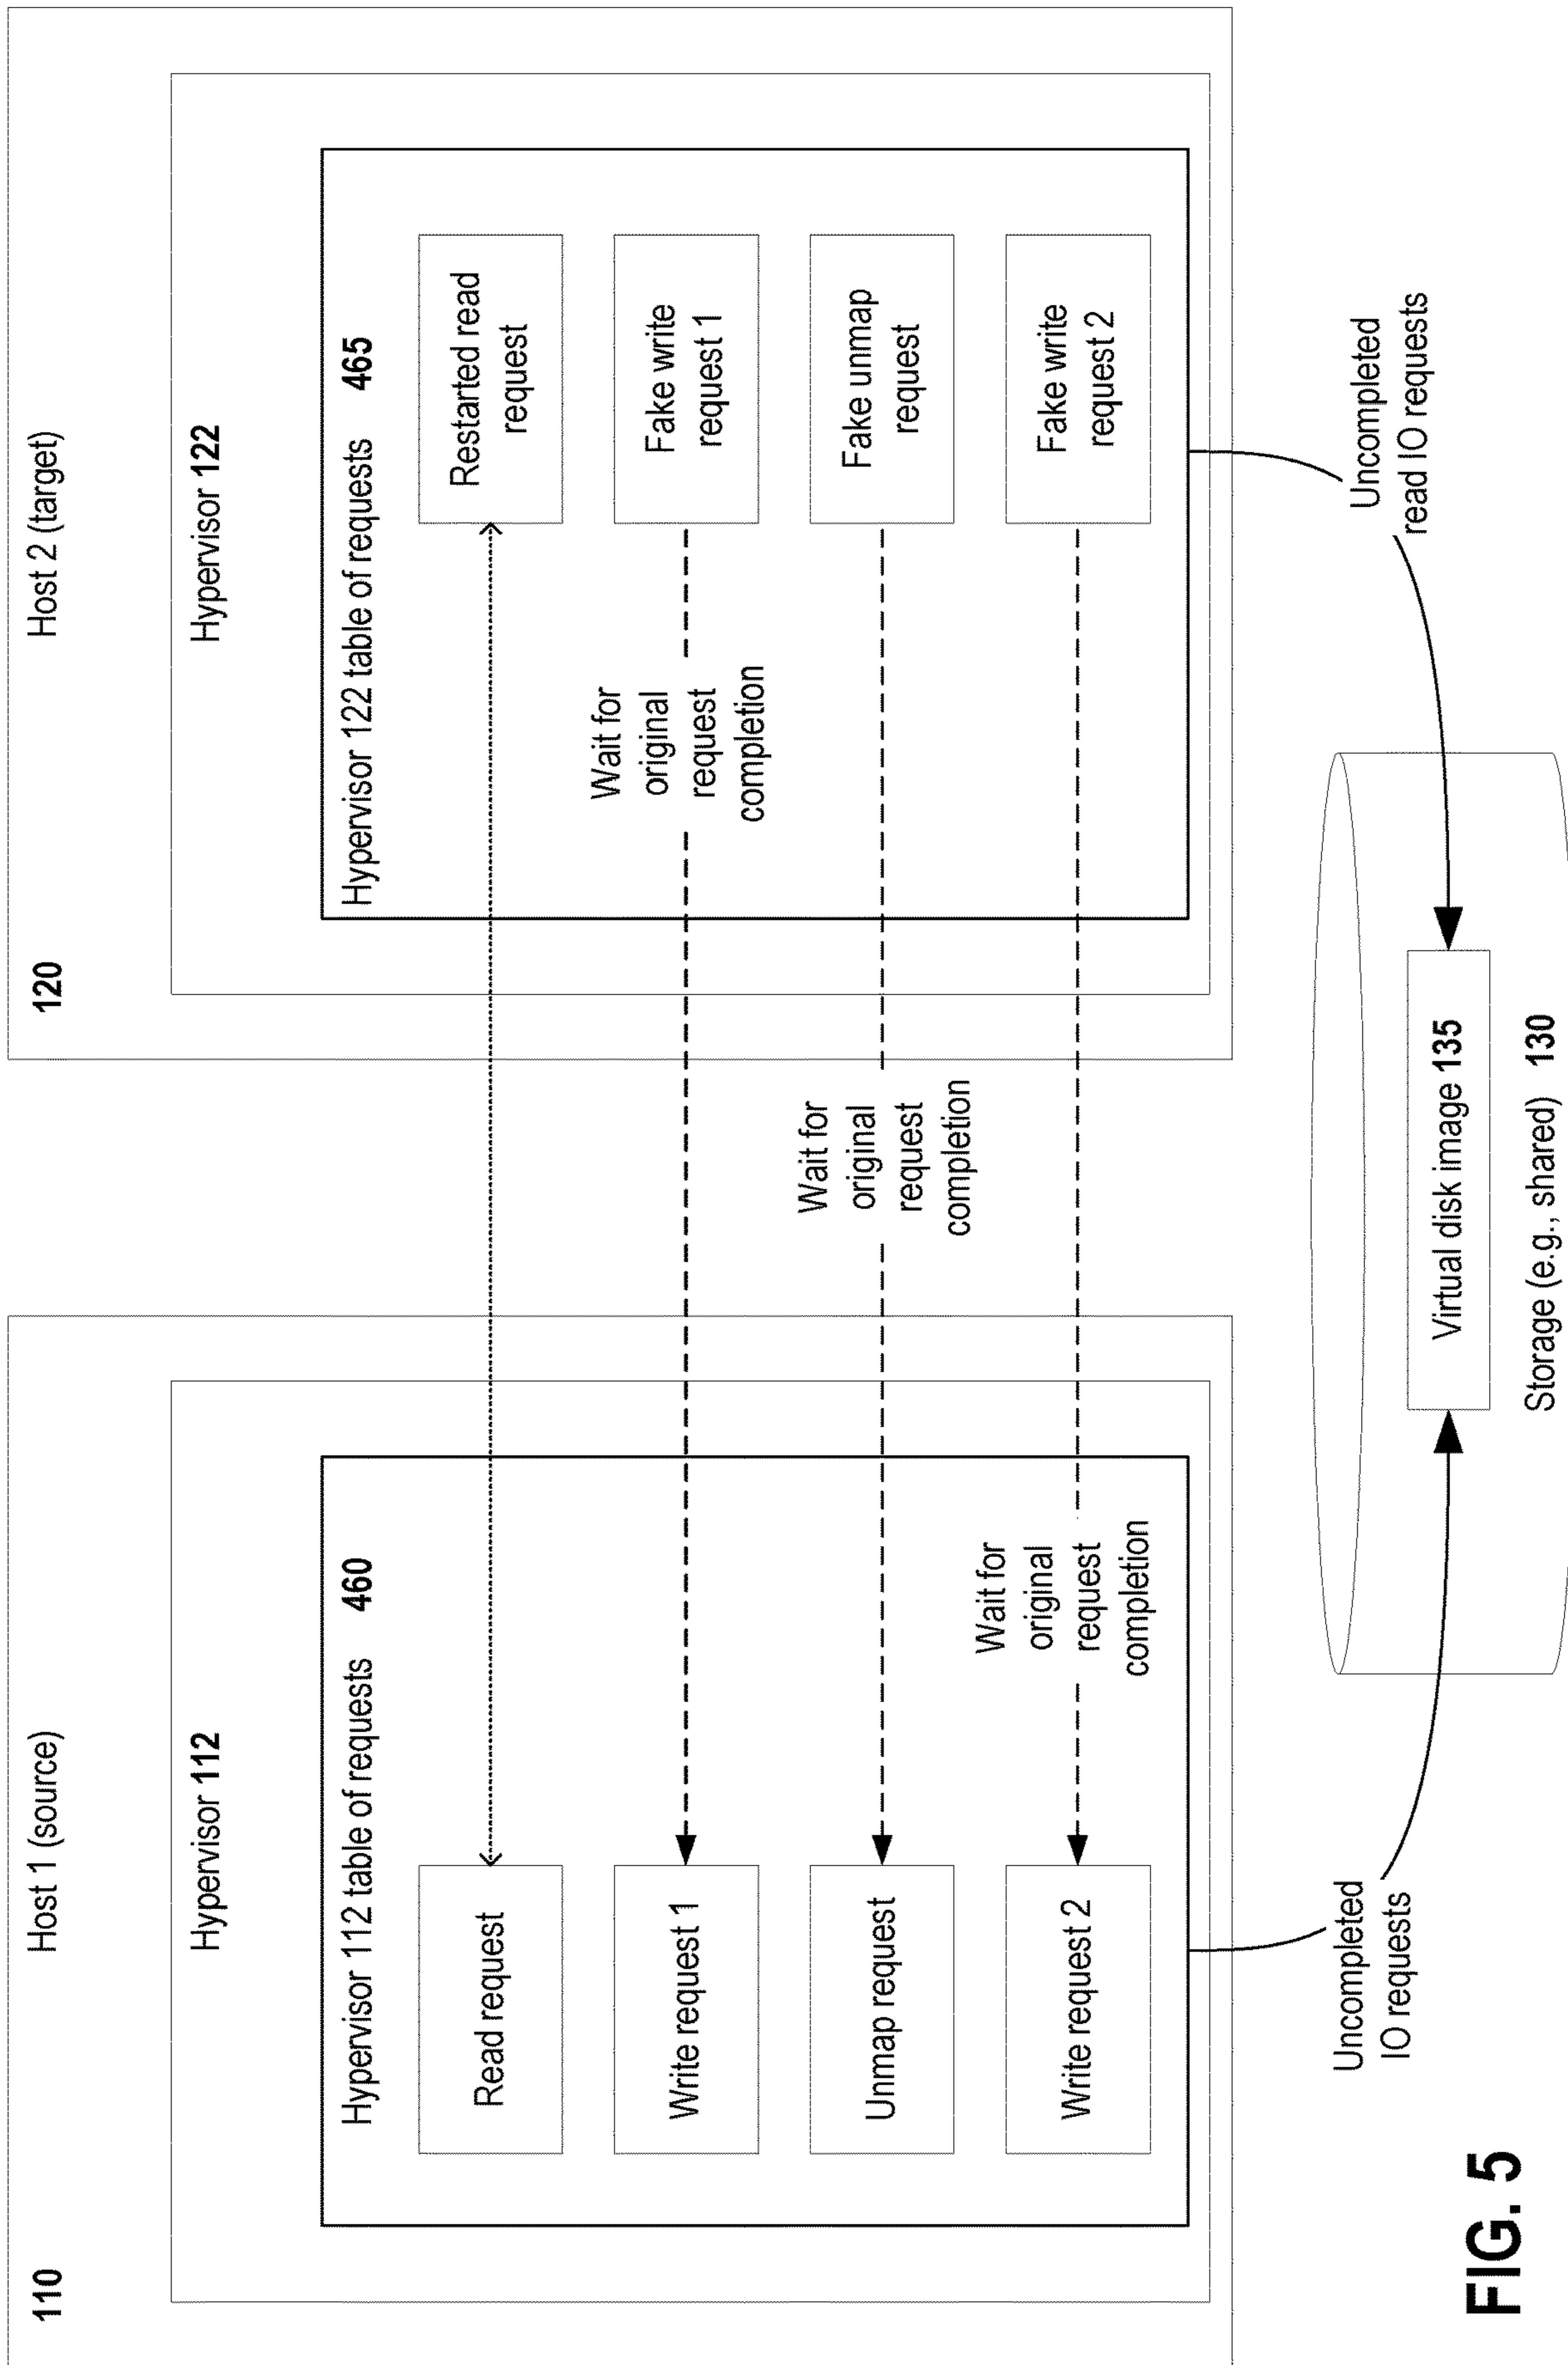 110
Host 1 (source)
Hypervisor 112
Hypervisor 112 table of requests 460
Read request
Write request 1
Unmap request
Write request 2
Wait for
original
request
completion
Uncompleted
IO requests
120
Host 2 (target)
Hypervisor 122
Hypervisor 122 table of requests 465
Restarted read
request
Wait for
original
request
completion
Fake write
request 1
Wait for
original
request
completion
Fake unmap
request
Fake write
request 2
Uncompleted
read IO requests
Virtual disk image 135
Storage (e.g., shared) 130
FIG. 5